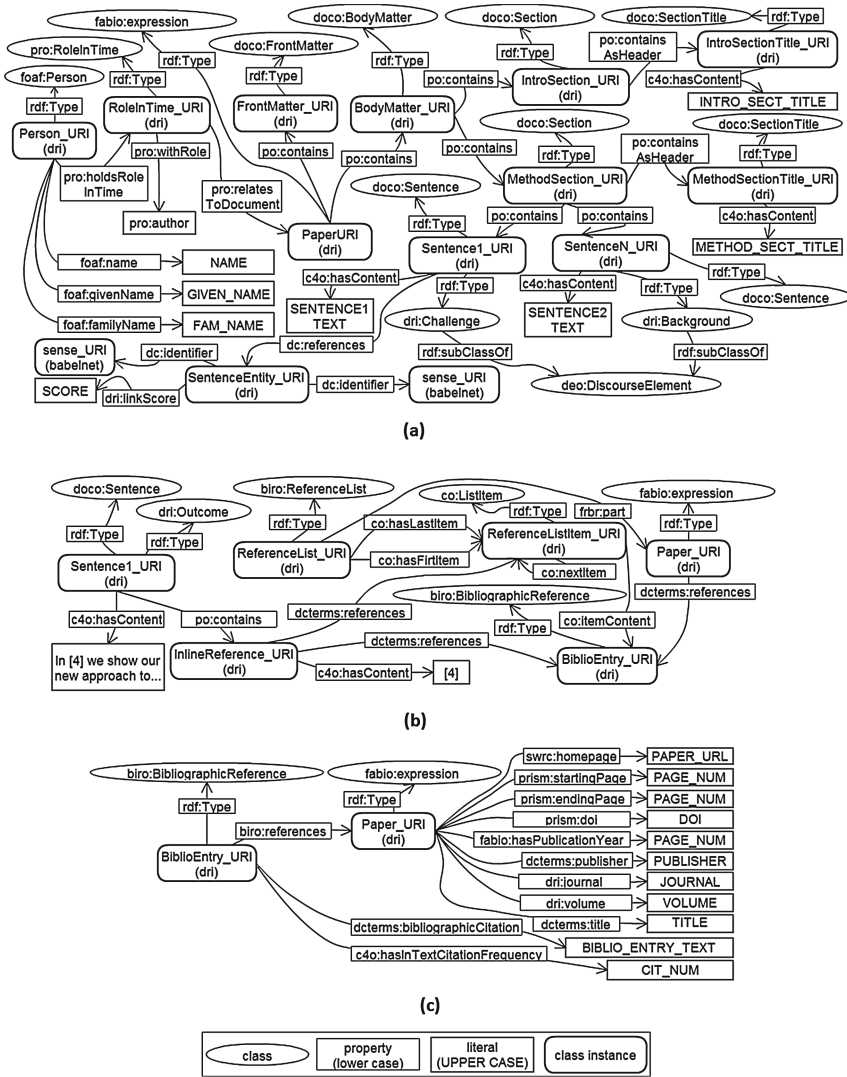 doco:BodyMatter
doco:Section
doco:SectionTitle
rdf:Type
fabio:expression
pro:RoleInTime
doco:FrontMatter
rdf:Type
rdf:Type
po:contains
AsHeader
IntroSectionTitle_URI
(dri)
foaf:Person
rdf:Type
rdf:Type
rdf:Type
po:contains
IntroSection_URI
(dri)
c4o:hasContent
rdf:Type
RoleInTime_URI
(dri)
FrontMatter_URI
(dri)
BodyMatter_URI
(dri)
INTRO_SECT_TITLE
Person_URI
(dri)
doco:Section
doco:SectionTitle
pro:withRole
po:contains
po:contains
po:contains
rdf:Type
po:contains
AsHeader
rdf:Type
pro:holdsRole
InTime
pro:relates
ToDocument
doco:Sentence
MethodSection_URI
(dri)
MethodSectionTitle_URI
(dri)
pro:author
PaperURI
(dri)
rdf:Type
po:contains
po:contains
c4o:hasContent
METHOD_SECT_TITLE
Sentence1_URI
(dri)
SentenceN_URI
(dri)
foaf:name
NAME
c4o:hasContent
rdf:Type
c4o:hasContent
rdf:Type
rdf:Type
foaf:givenName
GIVEN_NAME
SENTENCE1
TEXT
dri:Challenge
SENTENCE2
TEXT
dri:Background
doco:Sentence
foaf:familyName
FAM_NAME
sense_URI
(babelnet)
dc:identifier
dc:references
rdf:subClassOf
rdf:subClassOf
SCORE
dri:linkScore
SentenceEntity_URI
(dri)
dc:identifier
sense_URI
(babelnet)
deo:DiscourseElement
(a)
doco:Sentence
biro:ReferenceList
co:ListItem
fabio:expression
dri:Outcome
rdf:Type
frbr:part
rdf:Type
rdf:Type
rdf:Type
co:hasLastItem
rdf:Type
Sentence1_URI
(dri)
ReferenceList_URI
(dri)
co:hasFirtItem
ReferenceListItem_URI
(dri)
Paper_URI
(dri)
co:nextItem
c4o:hasContent
po:contains
dcterms:references
biro:BibliographicReference
dcterms:references
co:itemContent
In [4] we show our
new approach to...
InlineReference_URI
(dri)
dcterms:references
rdf:Type
c4o:hasContent
[4]
BiblioEntry_URI
(dri)
(b)
swrc:homepage
PAPER_URL
biro:BibliographicReference
fabio:expression
prism:startingPage
PAGE_NUM
rdf:Type
rdf:Type
prism:endingPage
PAGE_NUM
biro:references
Paper_URI
(dri)
prism:doi
DOI
fabio:hasPublicationYear
PAGE_NUM
BiblioEntry_URI
(dri)
dcterms:publisher
PUBLISHER
dri:journal
JOURNAL
dri:volume
VOLUME
dcterms:title
TITLE
dcterms:bibliographicCitation
BIBLIO_ENTRY_TEXT
c4o:hasInTextCitationFrequency
CIT_NUM
(c)
class
property
(lower case)
literal
(UPPER CASE)
class instance